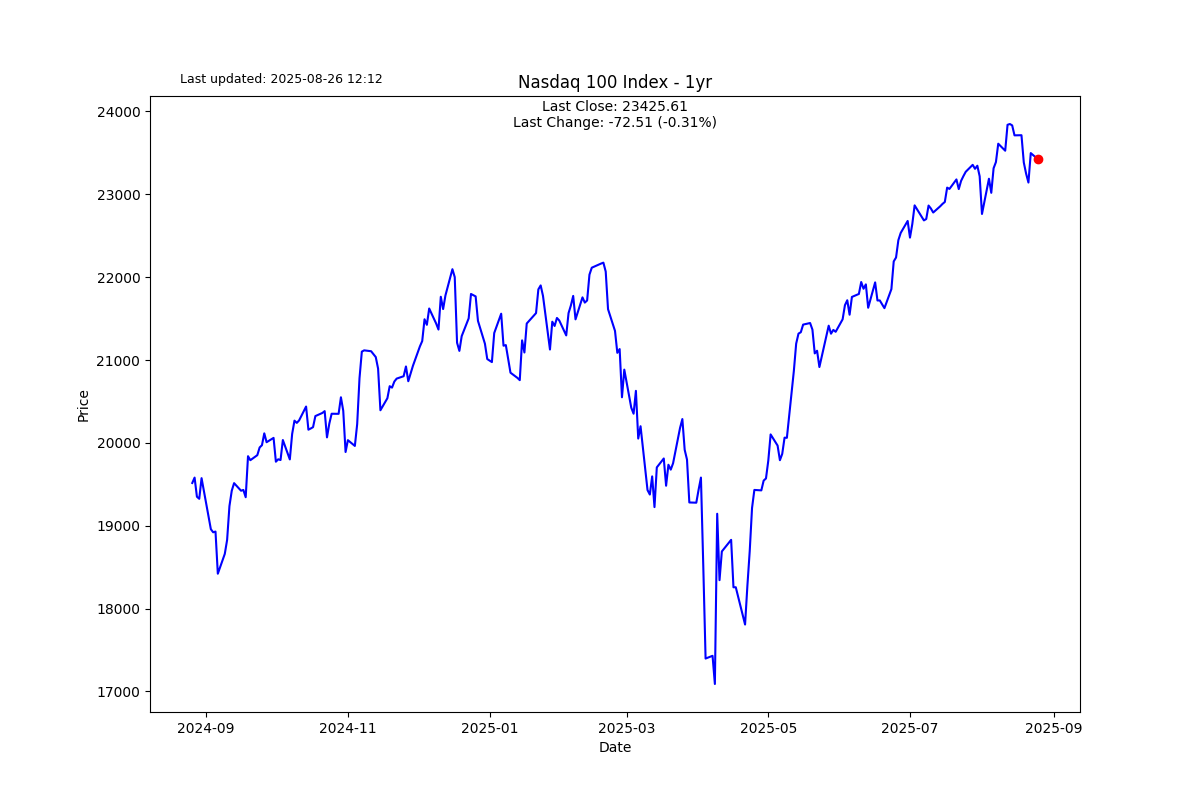 Last updated: 2025-08-26 12:12
Nasdaq 100 Index - 1yr
Last Close: 23425.61
Last Change: -72.51 (-0.31%)
24000
23000
22000
21000
20000
19000
18000
17000
Price
2024-09
2024-11
2025-01
2025-03
2025-05
2025-07
2025-09
Date